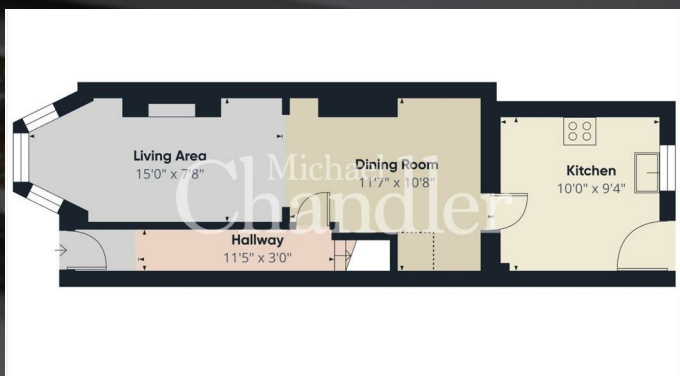 Living Area
15'0" x 7'8"
Dining Room
11'7" x 10'8"
Kitchen
10'0" x 9'4"
Hallway
11'5" x 3'0"
Michael
Chandler